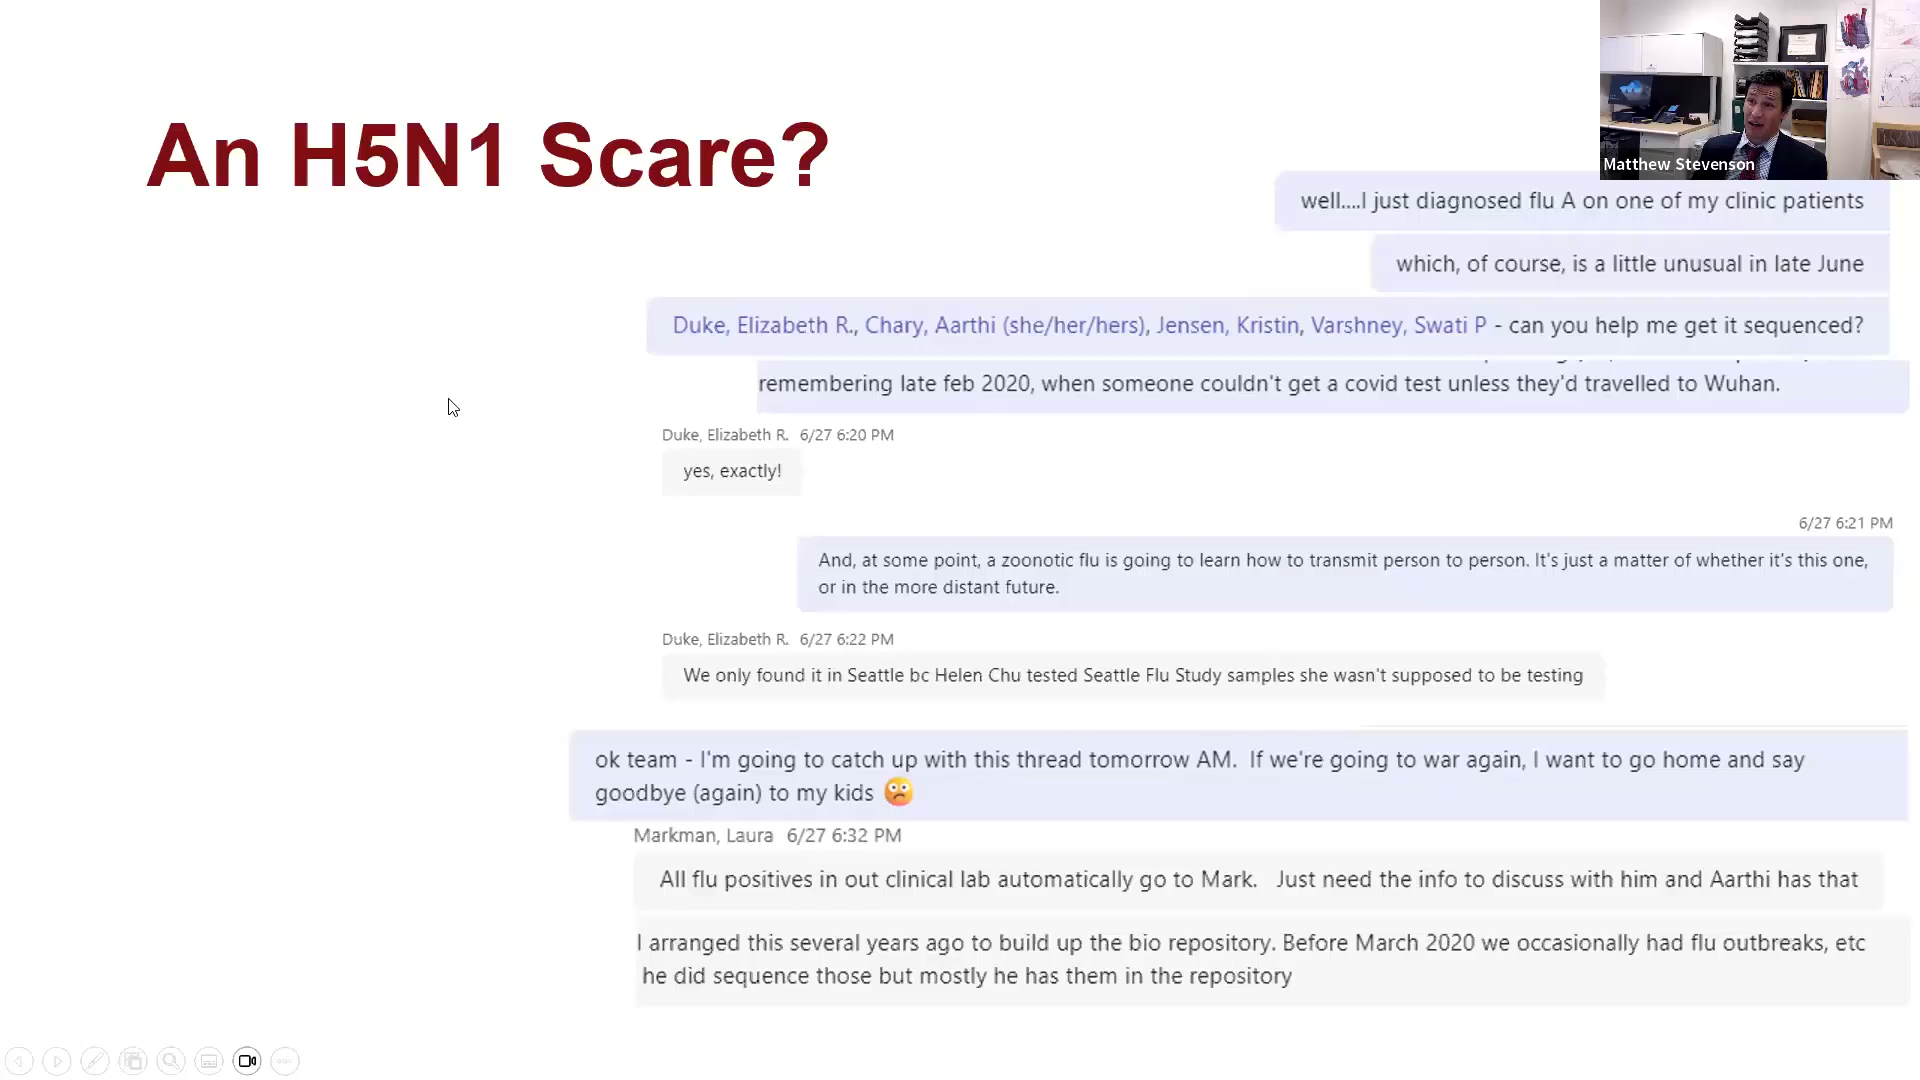 Matthew Stevenson
An H5N1 Scare?
well....I just diagnosed flu A on one of my clinic patients
which, of course, is a little unusual in late June
Duke, Elizabeth R., Chary, Aarthi (she/her/hers), Jensen, Kristin, Varshney, Swati P - can you help me get it sequenced?
remembering late feb 2020, when someone couldn't get a covid test unless they'd travelled to Wuhan.
Duke, Elizabeth R. 6/27 6:20 PM
yes, exactly!
6/27 6:21 PM
And, at some point, a zoonotic flu is going to learn how to transmit person to person. It's just a matter of whether it's this one,
or in the more distant future.
Duke, Elizabeth R. 6/27 6:22 PM
We only found it in Seattle bc Helen Chu tested Seattle Flu Study samples she wasn't supposed to be testing
ok team - I'm going to catch up with this thread tomorrow AM. If we're going to war again, I want to go home and say
goodbye (again) to my kids
Markman, Laura 6/27 6:32 PM
All flu positives in out clinical lab automatically go to Mark. Just need the info to discuss with him and Aarthi has that
I arranged this several years ago to build up the bio repository. Before March 2020 we occasionally had flu outbreaks, etc
he did sequence those but mostly he has them in the repository